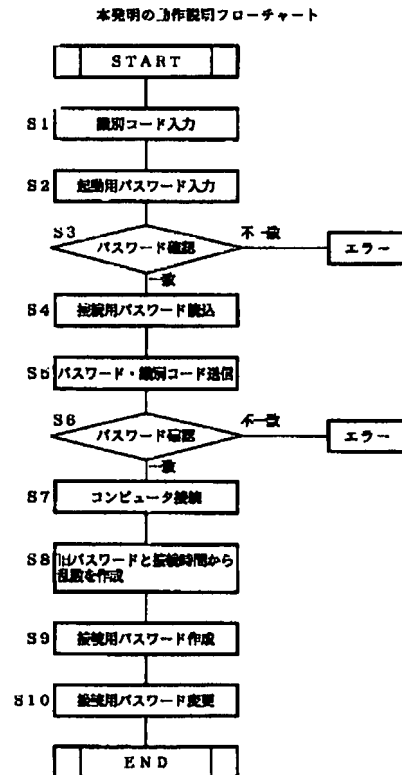 本発明の動作説明フローチャート
START
S1 識別コード入力
S2 起動用パスワード入力
S3 パスワード確認 不一致 エラー
一致
S4 接続用パスワード読込
S5 パスワード・識別コード送信
S6 パスワード確認 不一致 エラー
一致
S7 コンピュータ接続
S8 旧パスワードと接続時間から
乱数を作成
S9 接続用パスワード作成
S10 接続用パスワード変更
END